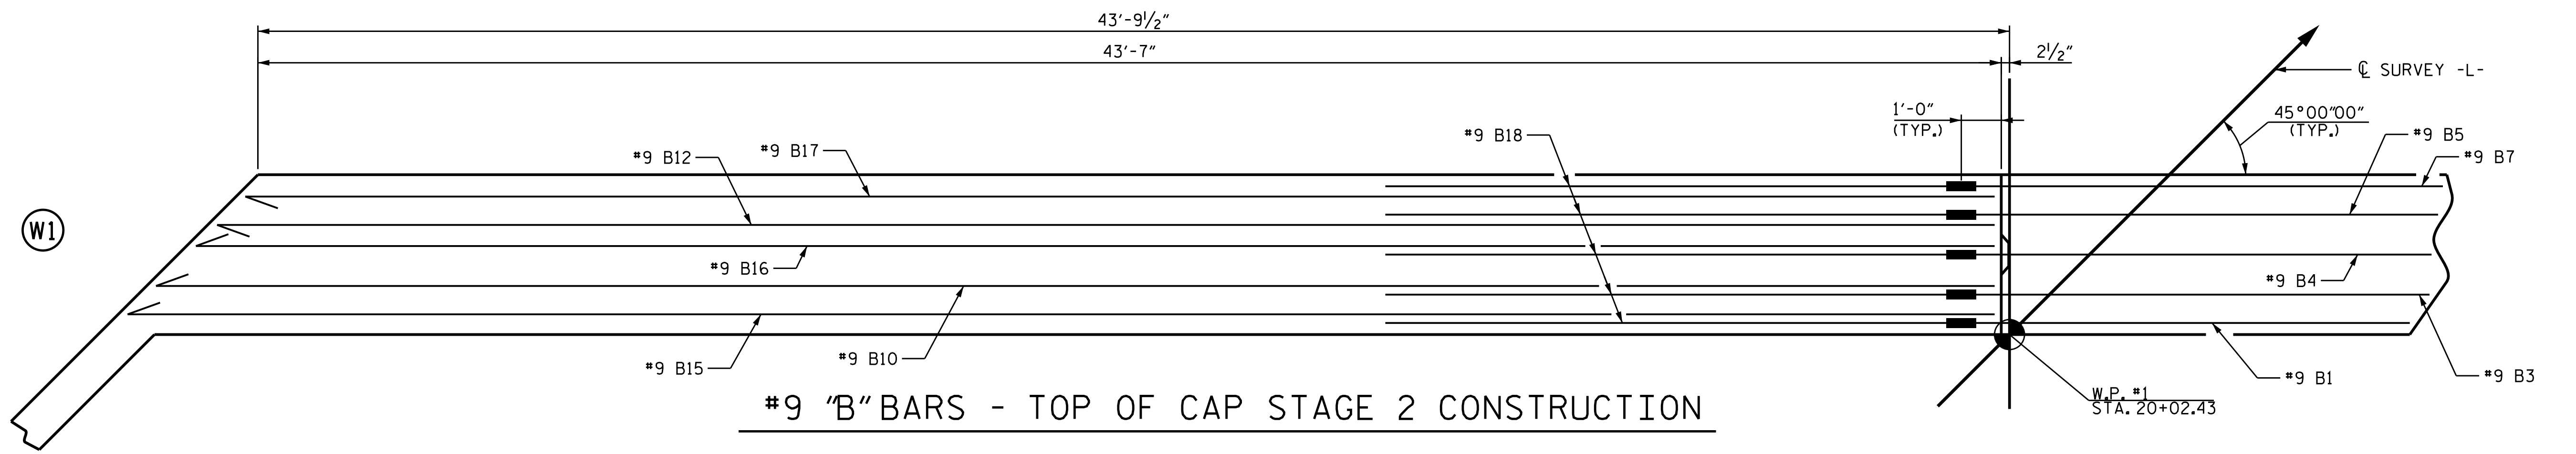 43'-9½"
43'-7"
2½"
℄ SURVEY -L-
1'-0"
(TYP.)
45°00"00"
(TYP.)
#9 B18
#9 B5
#9 B17
#9 B12
#9 B7
W1
#9 B16
#9 B4
#9 B10
#9 B15
#9 B1
#9 B3
W.P. #1
STA. 20+02.43
#9 "B" BARS - TOP OF CAP STAGE 2 CONSTRUCTION